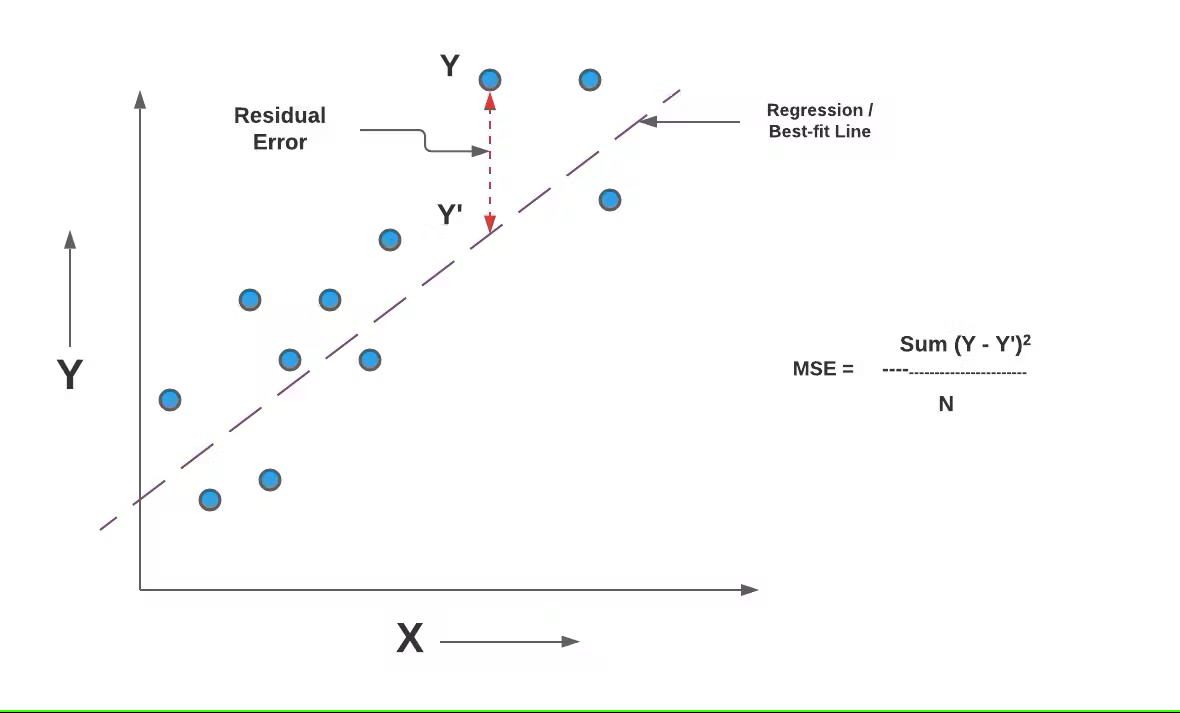 Y
Residual
Error
Regression /
Best-fit Line
Y'
Y
Sum (Y - Y')²
MSE = ---------------------------
N
X